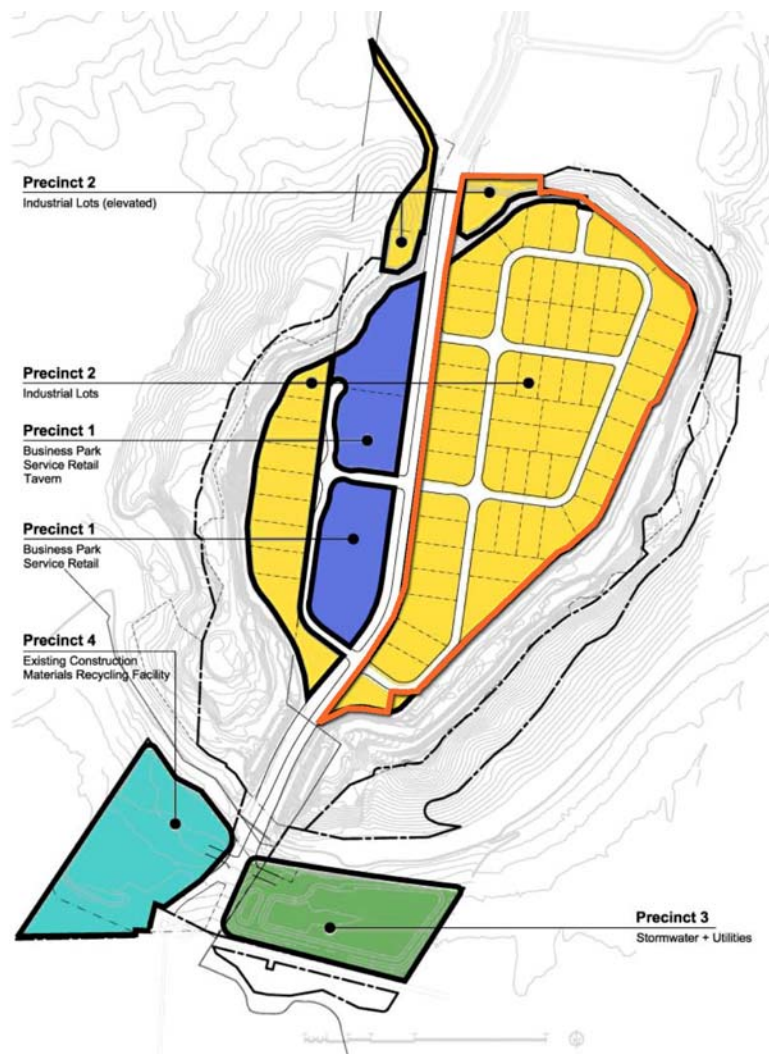 Precinct 2
Industrial Lots (elevated)
Precinct 2
Industrial Lots
Precinct 1
Business Park
Service Retail
Tavern
Precinct 1
Business Park
Service Retail
Precinct 4
Existing Construction
Materials Recycling Facility
Precinct 3
Stormwater + Utilities